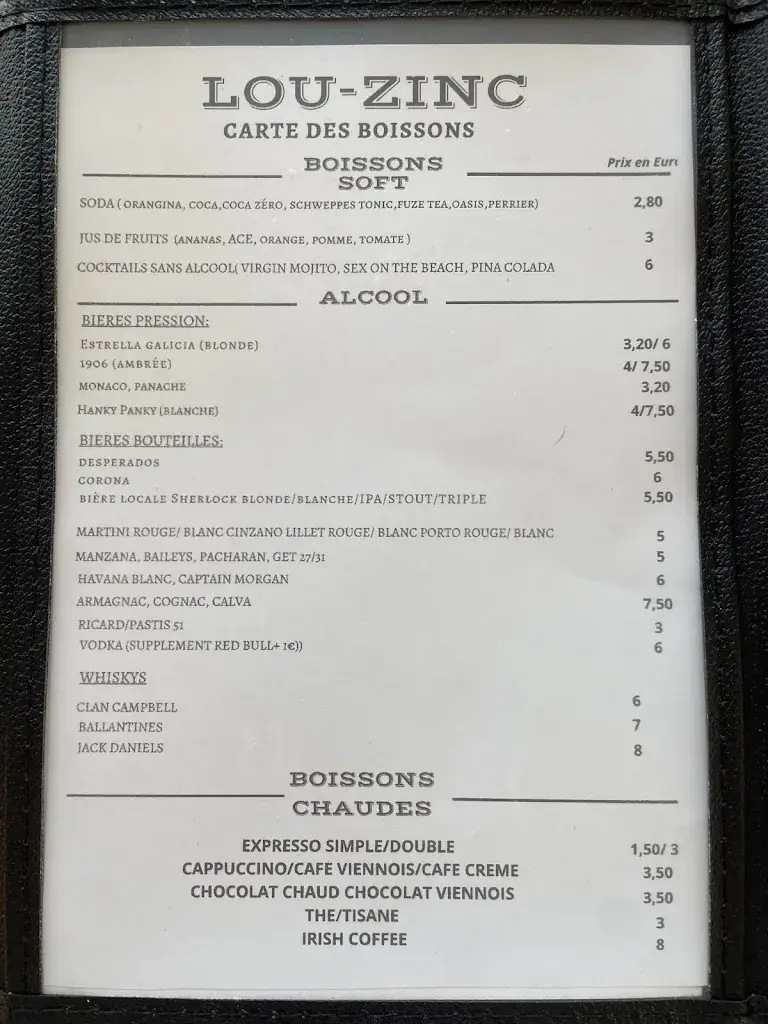 LOU-ZINC
CARTE DES BOISSONS
BOISSONS SOFT Prix en Euro
SODA ( ORANGINA, COCA,COCA ZÉRO, SCHWEPPES TONIC,FUZE TEA,OASIS,PERRIER) 2,80
JUS DE FRUITS (ANANAS, ACE, ORANGE, POMME, TOMATE ) 3
COCKTAILS SANS ALCOOL( VIRGIN MOJITO, SEX ON THE BEACH, PINA COLADA 6
ALCOOL
BIERES PRESSION:
ESTRELLA GALICIA (BLONDE) 3,20/ 6
1906 (AMBRÉE) 4/ 7,50
MONACO, PANACHE 3,20
HANKY PANKY (BLANCHE) 4/7,50
BIERES BOUTEILLES:
DESPERADOS 5,50
CORONA 6
BIÈRE LOCALE SHERLOCK BLONDE/BLANCHE/IPA/STOUT/TRIPLE 5,50
MARTINI ROUGE/ BLANC CINZANO LILLET ROUGE/ BLANC PORTO ROUGE/ BLANC 5
MANZANA, BAILEYS, PACHARAN, GET 27/31 5
HAVANA BLANC, CAPTAIN MORGAN 6
ARMAGNAC, COGNAC, CALVA 7,50
RICARD/PASTIS 51 3
VODKA (SUPPLEMENT RED BULL+ 1€)) 6
WHISKYS
CLAN CAMPBELL 6
BALLANTINES 7
JACK DANIELS 8
BOISSONS
CHAUDES
EXPRESSO SIMPLE/DOUBLE 1,50/ 3
CAPPUCCINO/CAFE VIENNOIS/CAFE CREME 3,50
CHOCOLAT CHAUD CHOCOLAT VIENNOIS 3,50
THE/TISANE 3
IRISH COFFEE 8